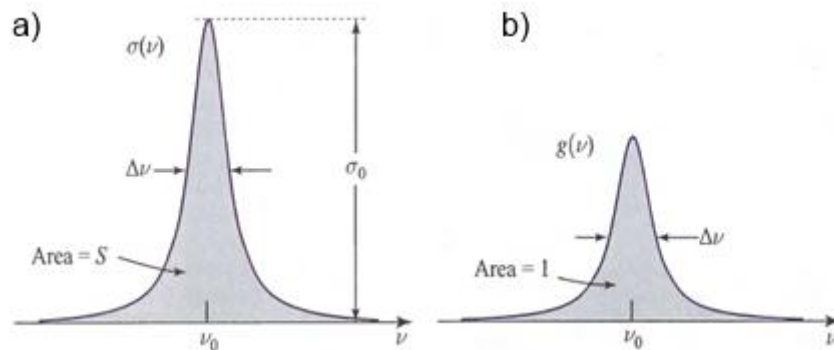 a)
σ(ν)
Δν
σ₀
Area = S
ν₀
ν
b)
g(ν)
Δν
Area = 1
ν₀
ν